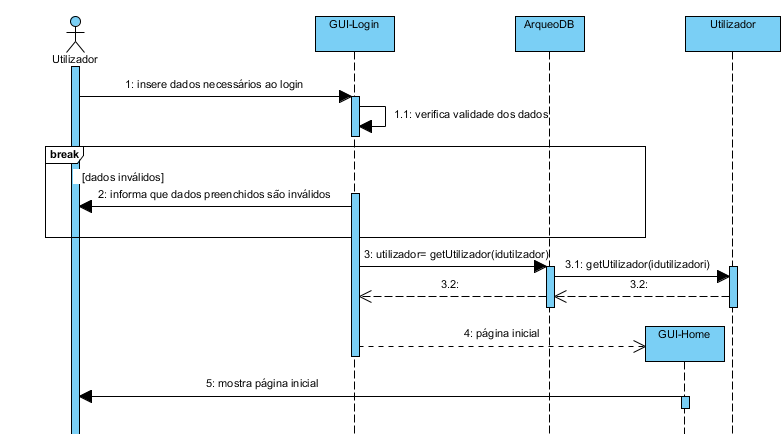 GUI-Login
ArqueoDB
Utilizador
Utilizador
1: insere dados necessários ao login
1.1: verifica validade dos dados
break
[dados inválidos]
2: informa que dados preenchidos são inválidos
3: utilizador= getUtilizador(idutilzador)
3.1: getUtilizador(idutilizadori)
3.2:
3.2:
4: página inicial
GUI-Home
5: mostra página inicial